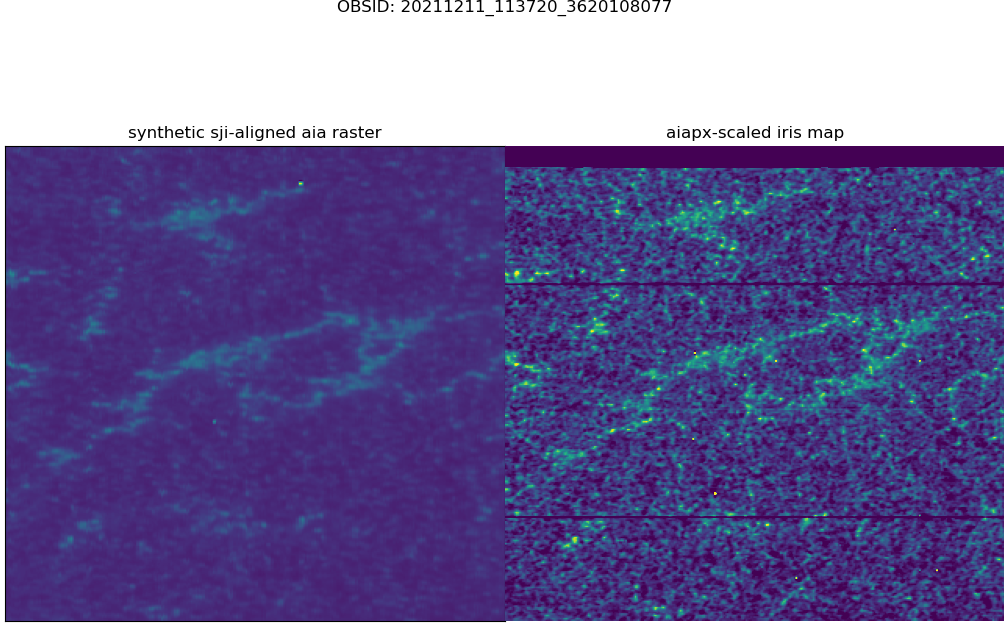 OBSID: 20211211_113720_3620108077
synthetic sji-aligned aia raster
aiapx-scaled iris map